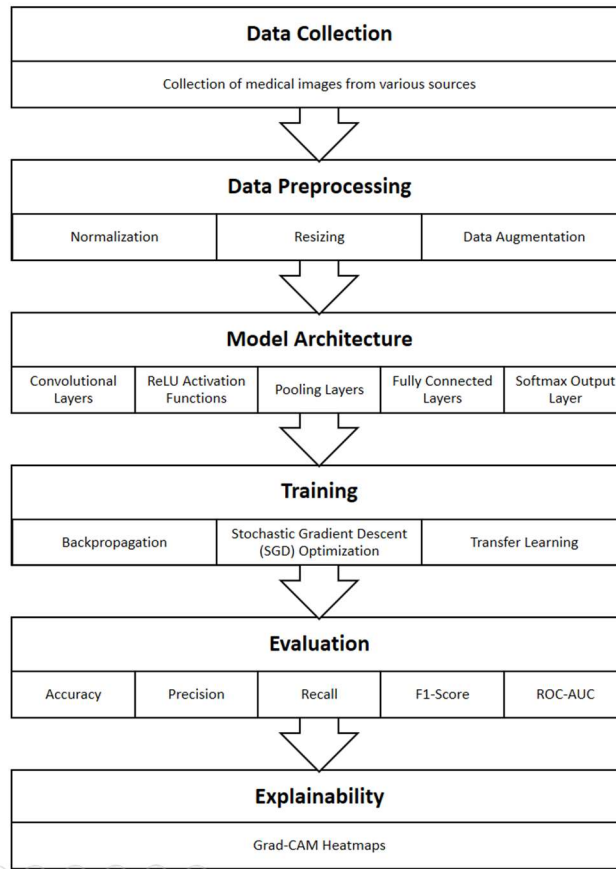 Data Collection
Collection of medical images from various sources
Data Preprocessing
Normalization
Resizing
Data Augmentation
Model Architecture
Convolutional
Layers
ReLU Activation
Functions
Pooling Layers
Fully Connected
Layers
Softmax Output
Layer
Training
Backpropagation
Stochastic Gradient Descent
(SGD) Optimization
Transfer Learning
Evaluation
Accuracy
Precision
Recall
F1-Score
ROC-AUC
Explainability
Grad-CAM Heatmaps